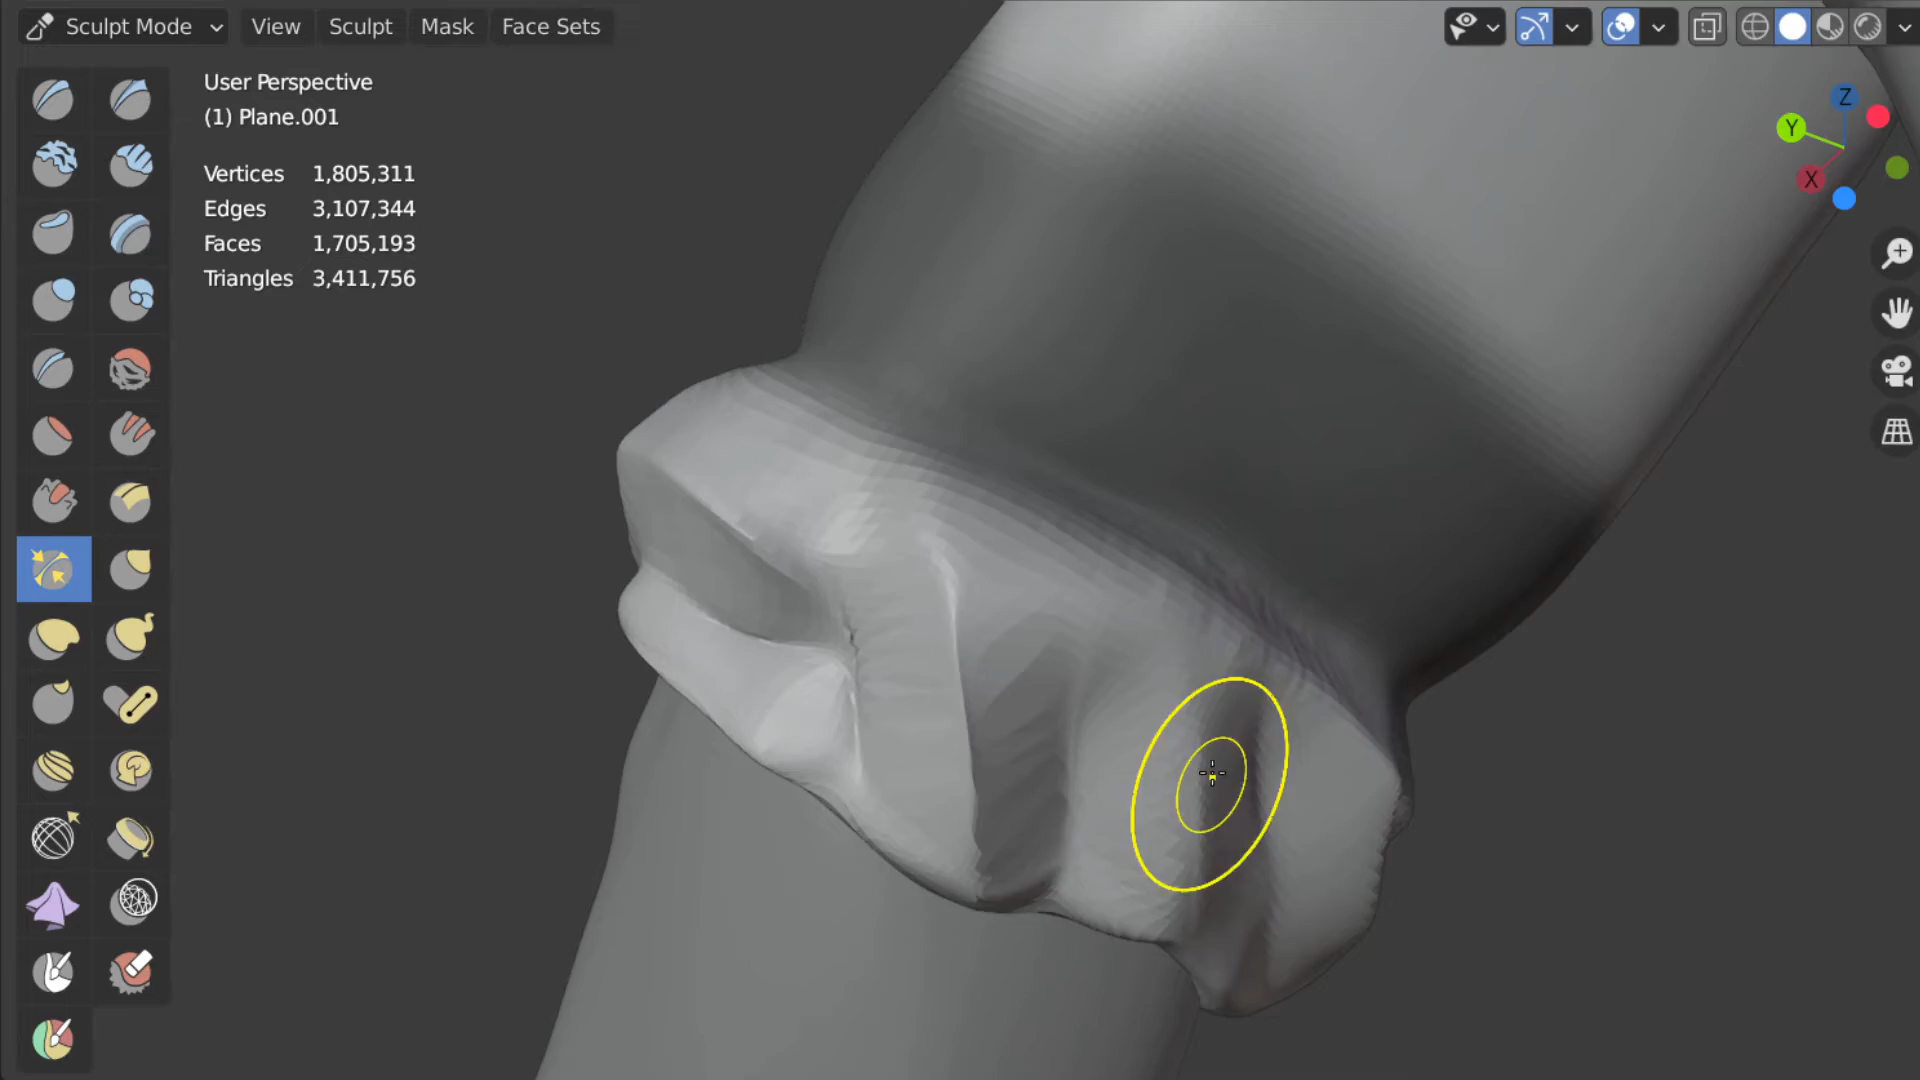 Sculpt Mode View Sculpt Mask Face Sets
User Perspective
(1) Plane.001
Vertices 1,805,311
Edges 3,107,344
Faces 1,705,193
Triangles 3,411,756
Z
Y
X